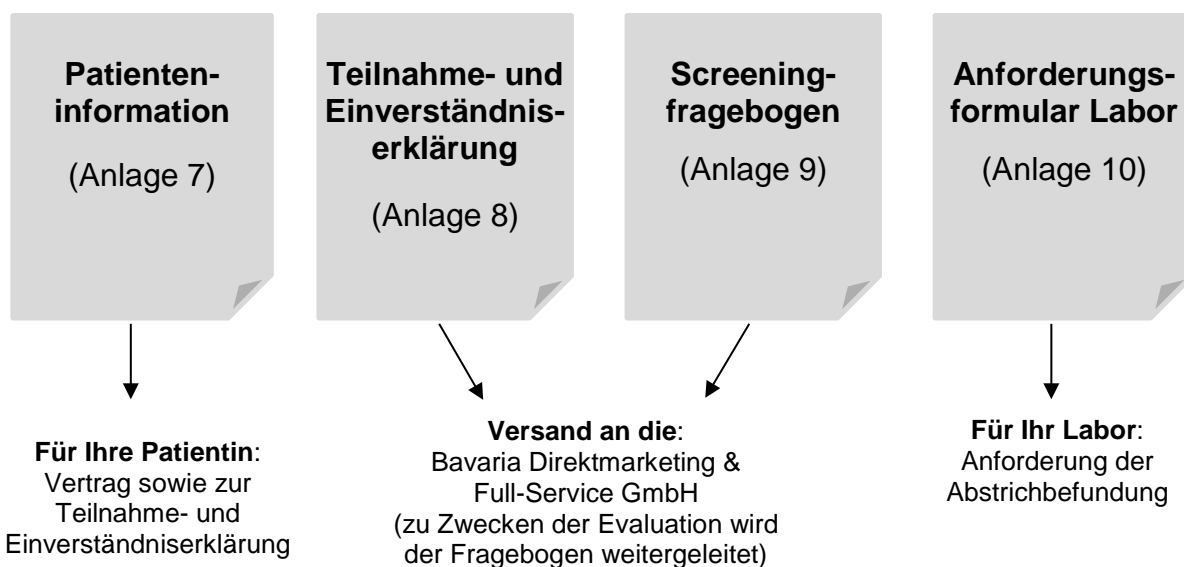 Patienten-
information
(Anlage 7)
Teilnahme- und
Einverständnis-
erklärung
(Anlage 8)
Screening-
fragebogen
(Anlage 9)
Anforderungs-
formular Labor
(Anlage 10)
Für Ihre Patientin:
Vertrag sowie zur
Teilnahme- und
Einverständniserklärung
Versand an die:
Bavaria Direktmarketing &
Full-Service GmbH
(zu Zwecken der Evaluation wird
der Fragebogen weitergeleitet)
Für Ihr Labor:
Anforderung der
Abstrichbefundung